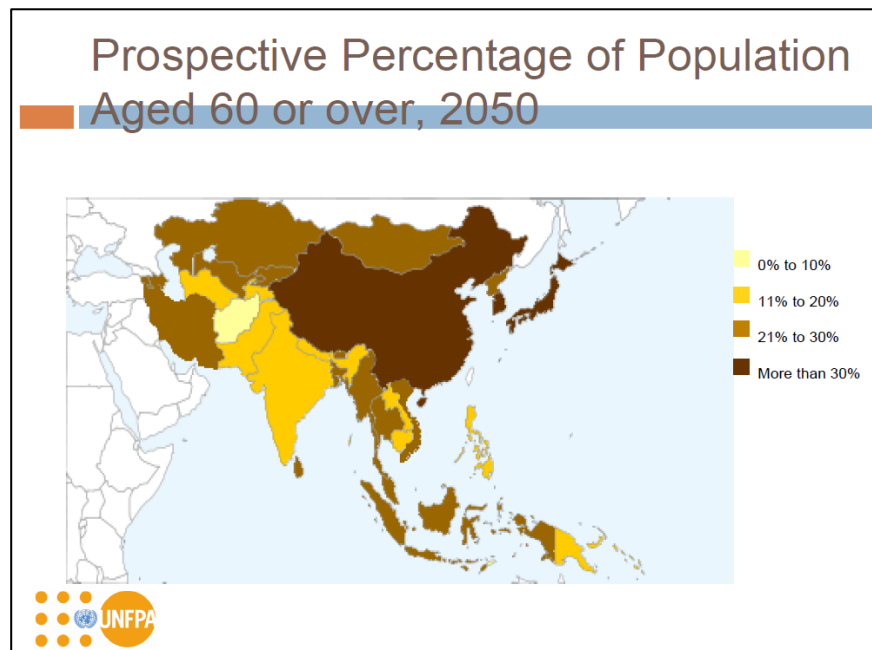 Prospective Percentage of Population
Aged 60 or over, 2050
0% to 10%
11% to 20%
21% to 30%
More than 30%
UNFPA